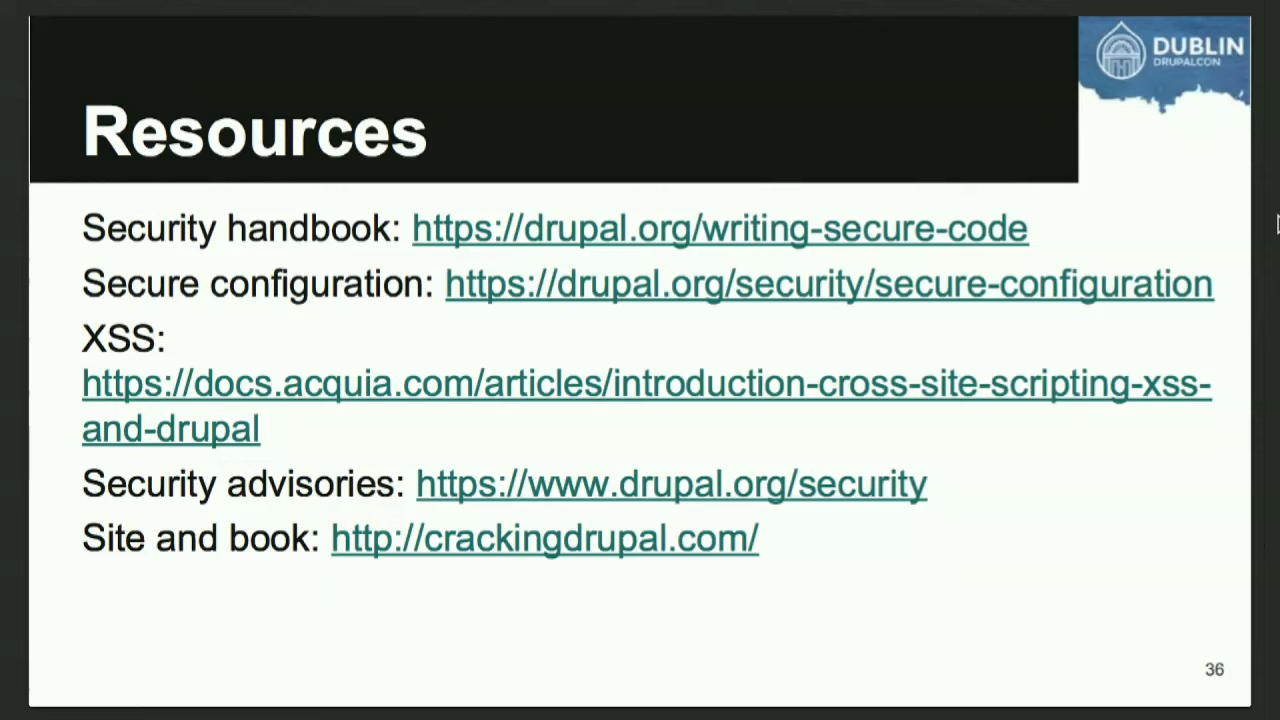 DUBLIN
DRUPALCON
Resources
Security handbook: https://drupal.org/writing-secure-code
Secure configuration: https://drupal.org/security/secure-configuration
XSS:
https://docs.acquia.com/articles/introduction-cross-site-scripting-xss-
and-drupal
Security advisories: https://www.drupal.org/security
Site and book: http://crackingdrupal.com/
36